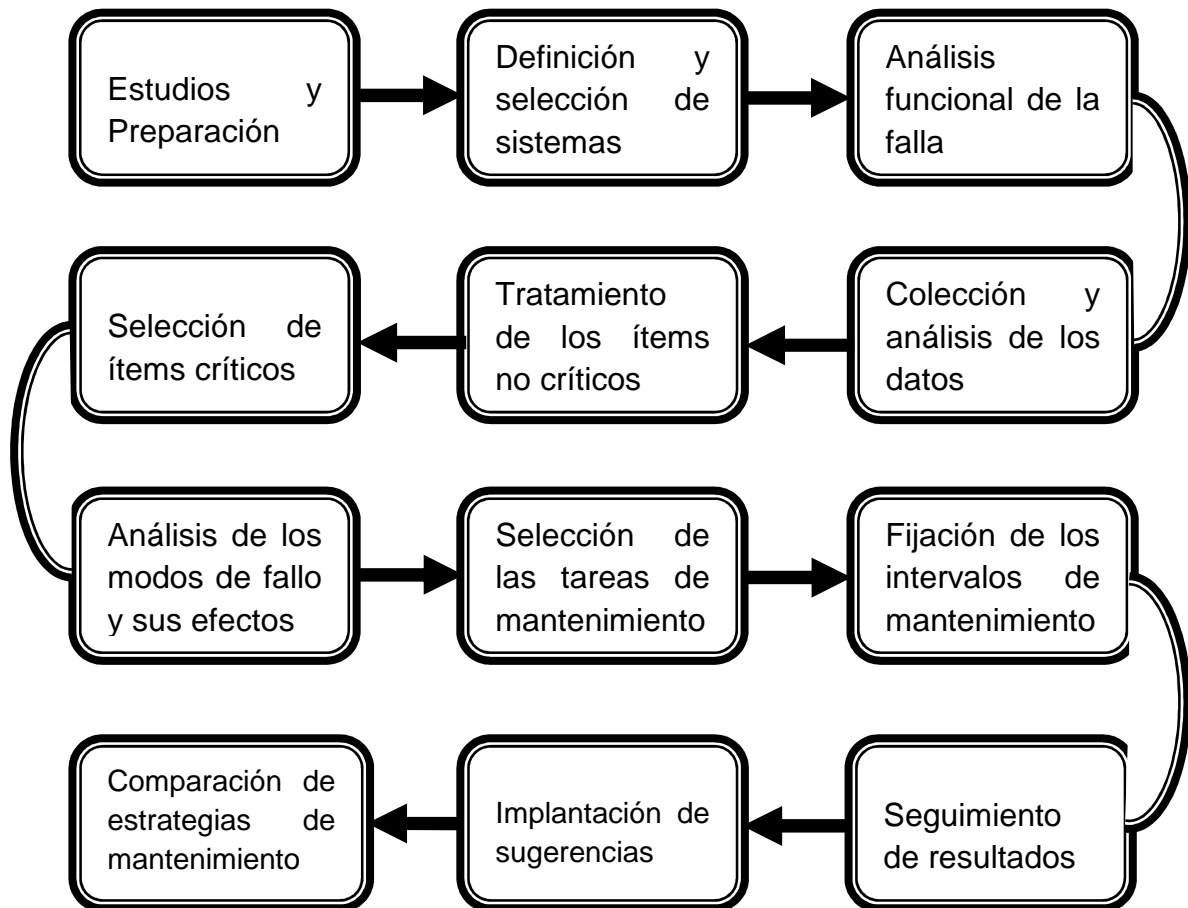 Estudios y
Preparación
Definición y
selección de
sistemas
Análisis
funcional de la
falla
Colección y
análisis de los
datos
Tratamiento
de los ítems
no críticos
Selección de
ítems críticos
Análisis de los
modos de fallo
y sus efectos
Selección de
las tareas de
mantenimiento
Fijación de los
intervalos de
mantenimiento
Seguimiento
de resultados
Implantación de
sugerencias
Comparación de
estrategias de
mantenimiento